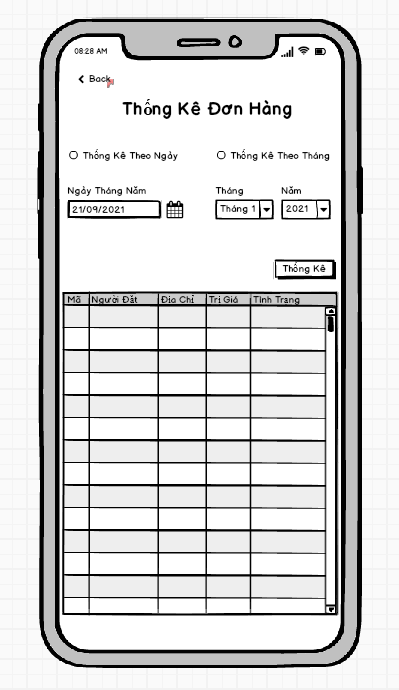 08:28 AM
Back
Thống Kê Đơn Hàng
Thống Kê Theo Ngày
Thống Kê Theo Tháng
Ngày Tháng Năm
Tháng
Năm
21/09/2021
Tháng 1
2021
Thống Kê
Mã Người Đặt Địa Chỉ Trị Giá Tình Trạng